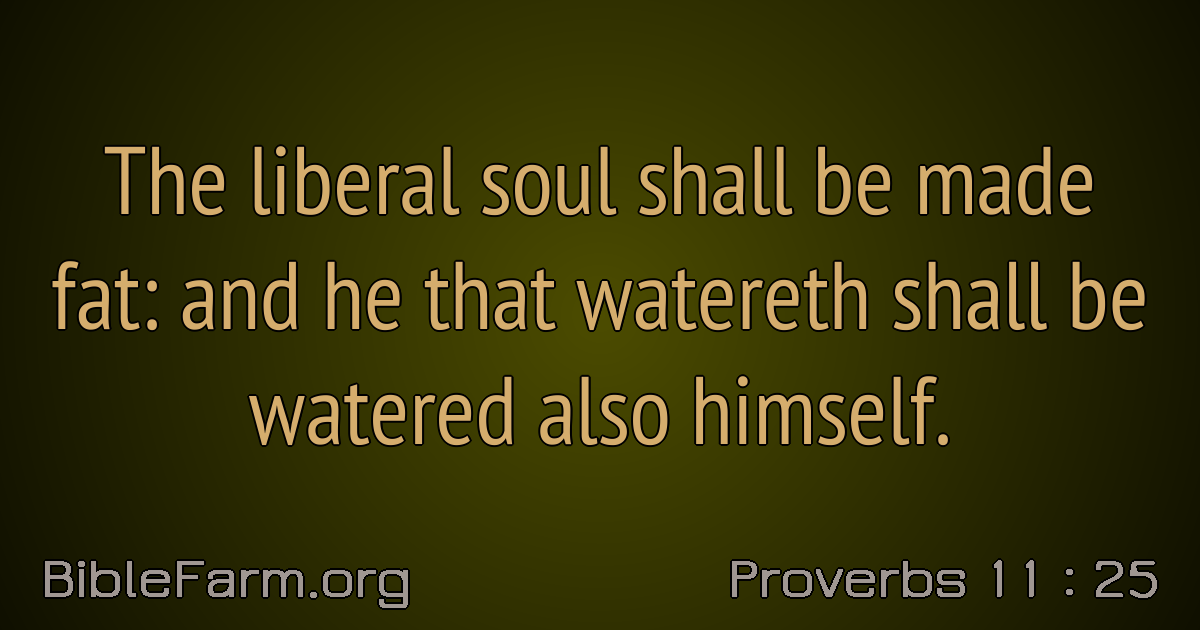 The liberal soul shall be made
fat: and he that watereth shall be
watered also himself.
BibleFarm.org
Proverbs 11 : 25